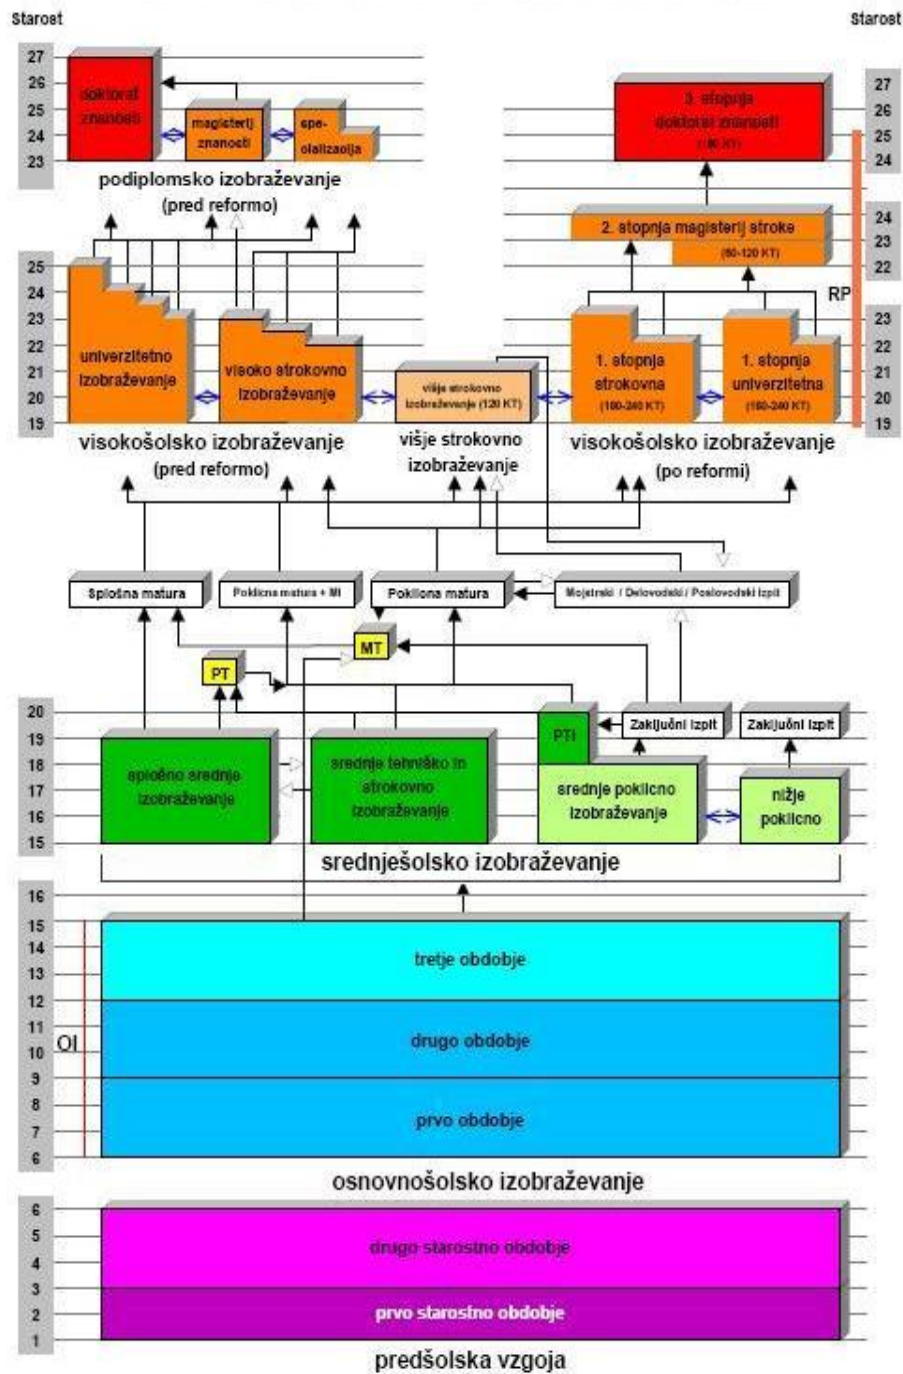 Starost
Starost
27
26
25
24
23
doktorat
znanosti
magisterij
znanosti
spe-
cializacija
podiplomsko izobraževanje
(pred reformo)
3. stopnja
doktorat znanosti
(180 KT)
27
26
25
24
2. stopnja magisterij stroke
(60-120 KT)
24
23
22
RP
25
24
23
22
21
20
19
univerzitetno
izobraževanje
visoko strokovno
izobraževanje
višje strokovno
izobraževanje (120 KT)
1. stopnja
strokovna
(180-240 KT)
1. stopnja
univerzitetna
(180-240 KT)
23
22
21
20
19
visokošolsko izobraževanje
(pred reformo)
višje strokovno
izobraževanje
visokošolsko izobraževanje
(po reformi)
Splošna matura
Poklicna matura + MI
Poklicna matura
Mojstrski / Delovodski / Poslovodski izpit
MT
PT
20
19
18
17
16
15
splošno srednje
izobraževanje
srednje tehniško in
strokovno
izobraževanje
PTI
Zaključni izpit
Zaključni izpit
srednje poklicno
izobraževanje
nižje
poklicno
srednješolsko izobraževanje
16
15
14
13
12
11
10
9
8
7
6
OI
tretje obdobje
drugo obdobje
prvo obdobje
osnovnošolsko izobraževanje
6
5
4
3
2
1
drugo starostno obdobje
prvo starostno obdobje
predšolska vzgoja